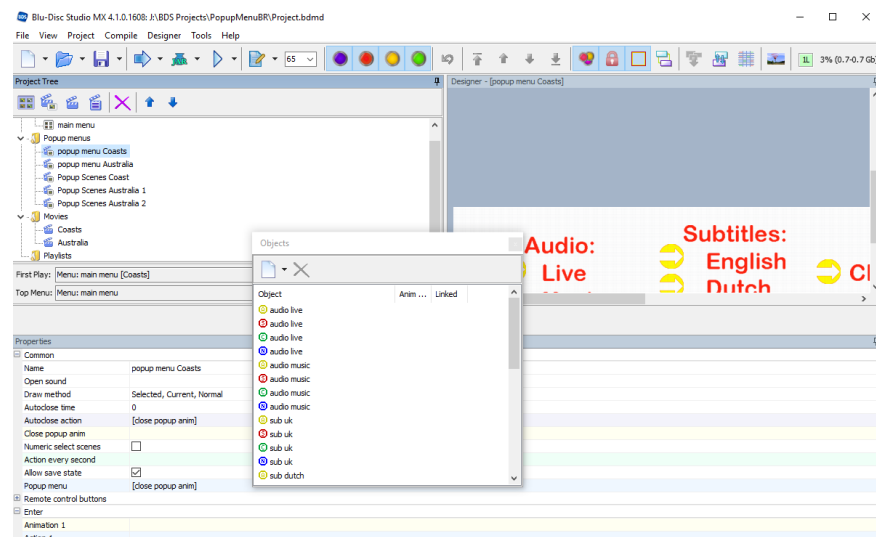 Blu-Disc Studio MX 4.1.0.1608: J:\BDS Projects\PopupMenuBR\Project.bdmd
File View Project Compile Designer Tools Help
65
1L 3% (0.7-0.7 Gb)
Project Tree
main menu
Popup menus
popup menu Coasts
popup menu Australia
Popup Scenes Coast
Popup Scenes Australia 1
Popup Scenes Australia 2
Movies
Coasts
Australia
Playlists
First Play: Menu: main menu [Coasts]
Top Menu: Menu: main menu
Designer - [popup menu Coasts]
Audio:
Live
Subtitles:
English
Dutch
Objects
Object Anim ... Linked
D audio live
S audio live
C audio live
N audio live
D audio music
S audio music
C audio music
N audio music
D sub uk
S sub uk
C sub uk
N sub uk
D sub dutch
Properties
Common
Name popup menu Coasts
Open sound
Draw method Selected, Current, Normal
Autoclose time 0
Autoclose action [close popup anim]
Close popup anim
Numeric select scenes
Action every second
Allow save state
Popup menu [close popup anim]
Remote control buttons
Enter
Animation 1